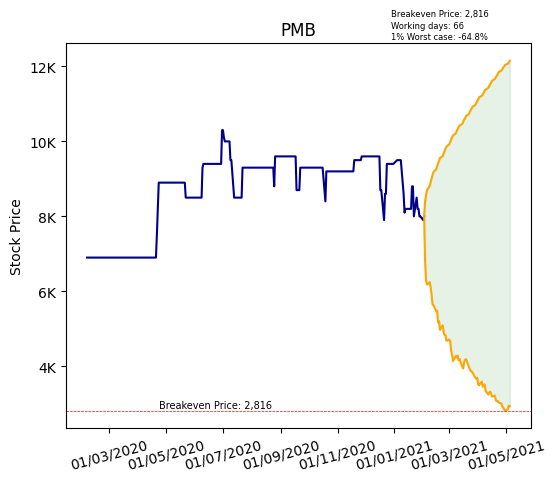 Breakeven Price: 2,816
Working days: 66
1% Worst case: -64.8%
PMB
Stock Price
12K
10K
8K
6K
4K
Breakeven Price: 2,816
01/03/2020
01/05/2020
01/07/2020
01/09/2020
01/11/2020
01/01/2021
01/03/2021
01/05/2021